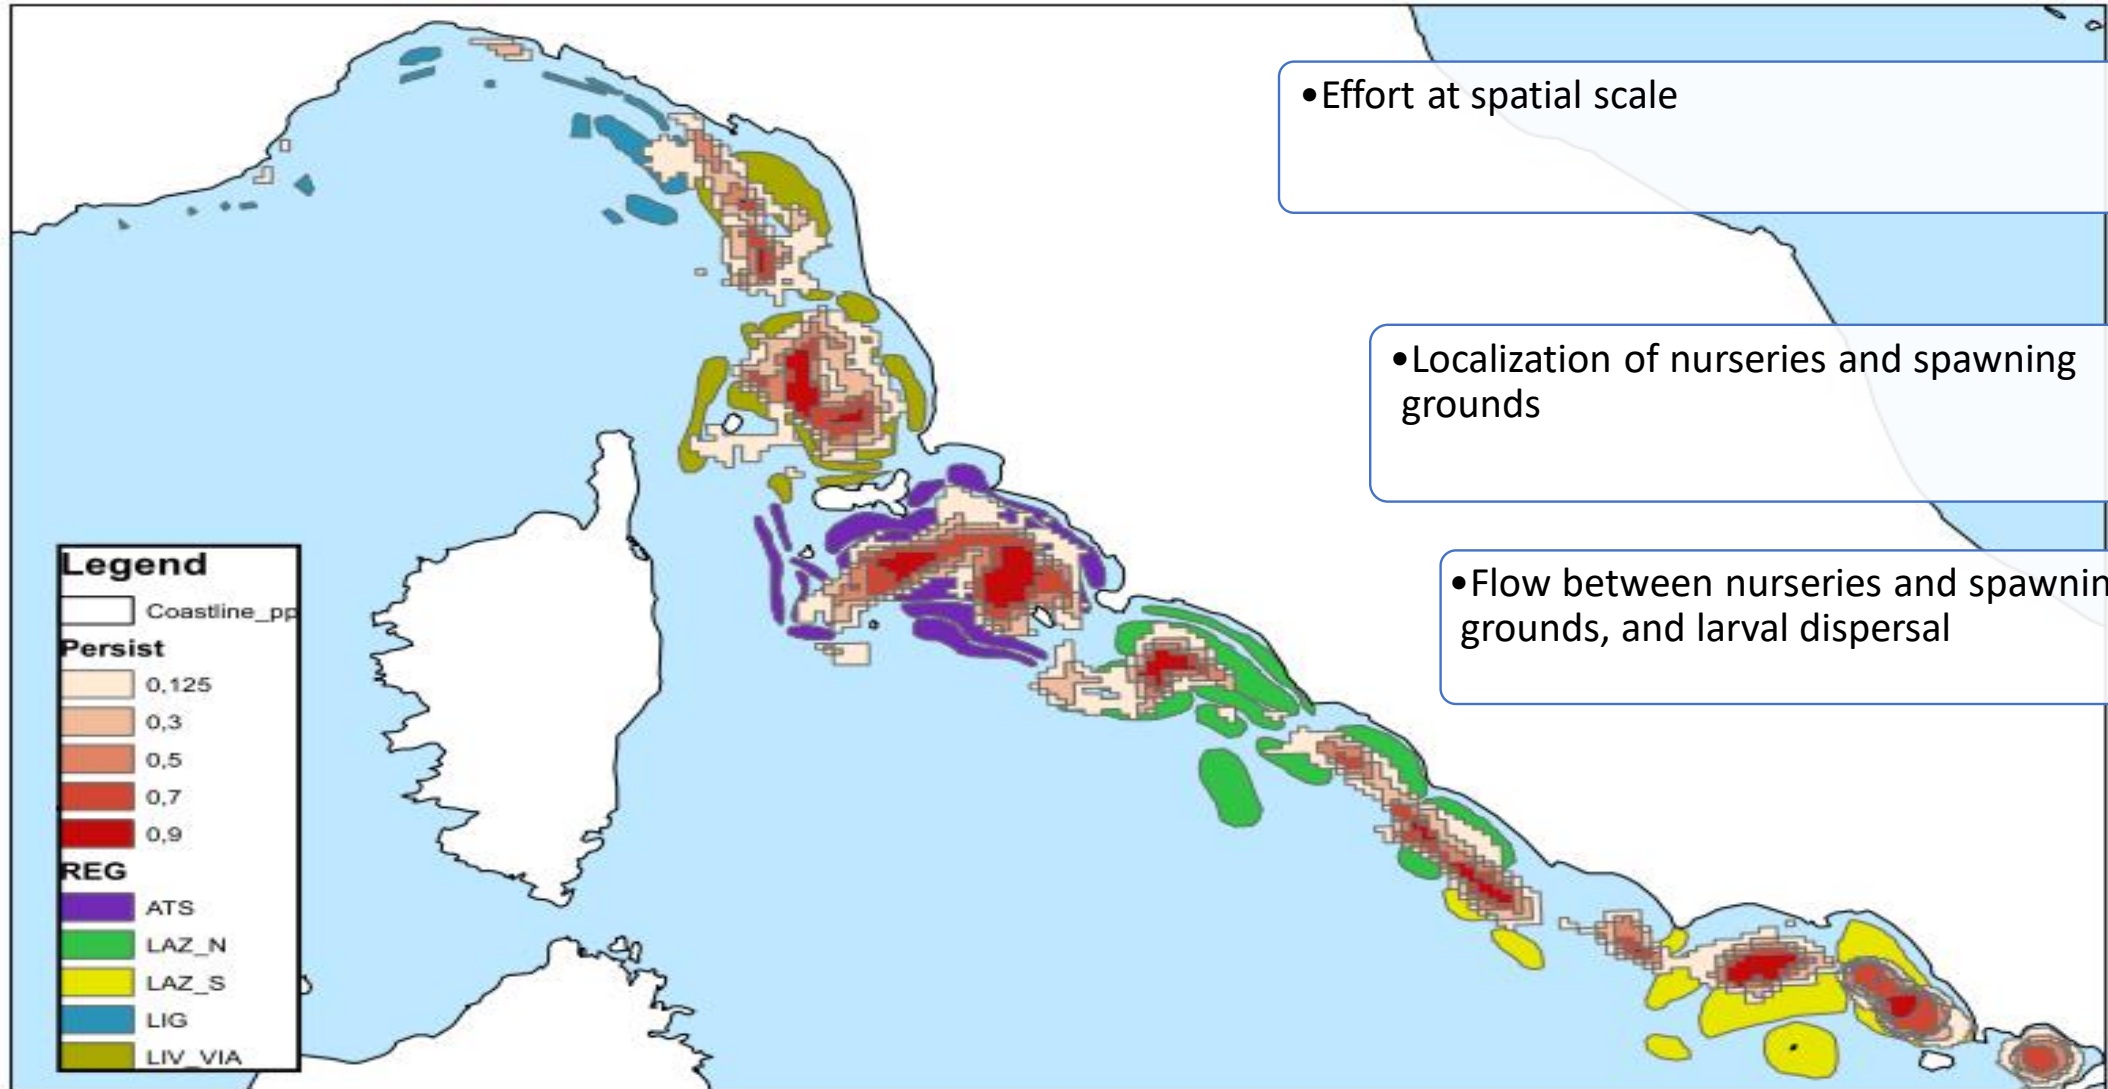 •Effort at spatial scale
•Localization of nurseries and spawning
grounds
•Flow between nurseries and spawnin
grounds, and larval dispersal
Legend
Coastline_pp
Persist
0,125
0,3
0,5
0,7
0,9
REG
ATS
LAZ_N
LAZ_S
LIG
LIV_VIA